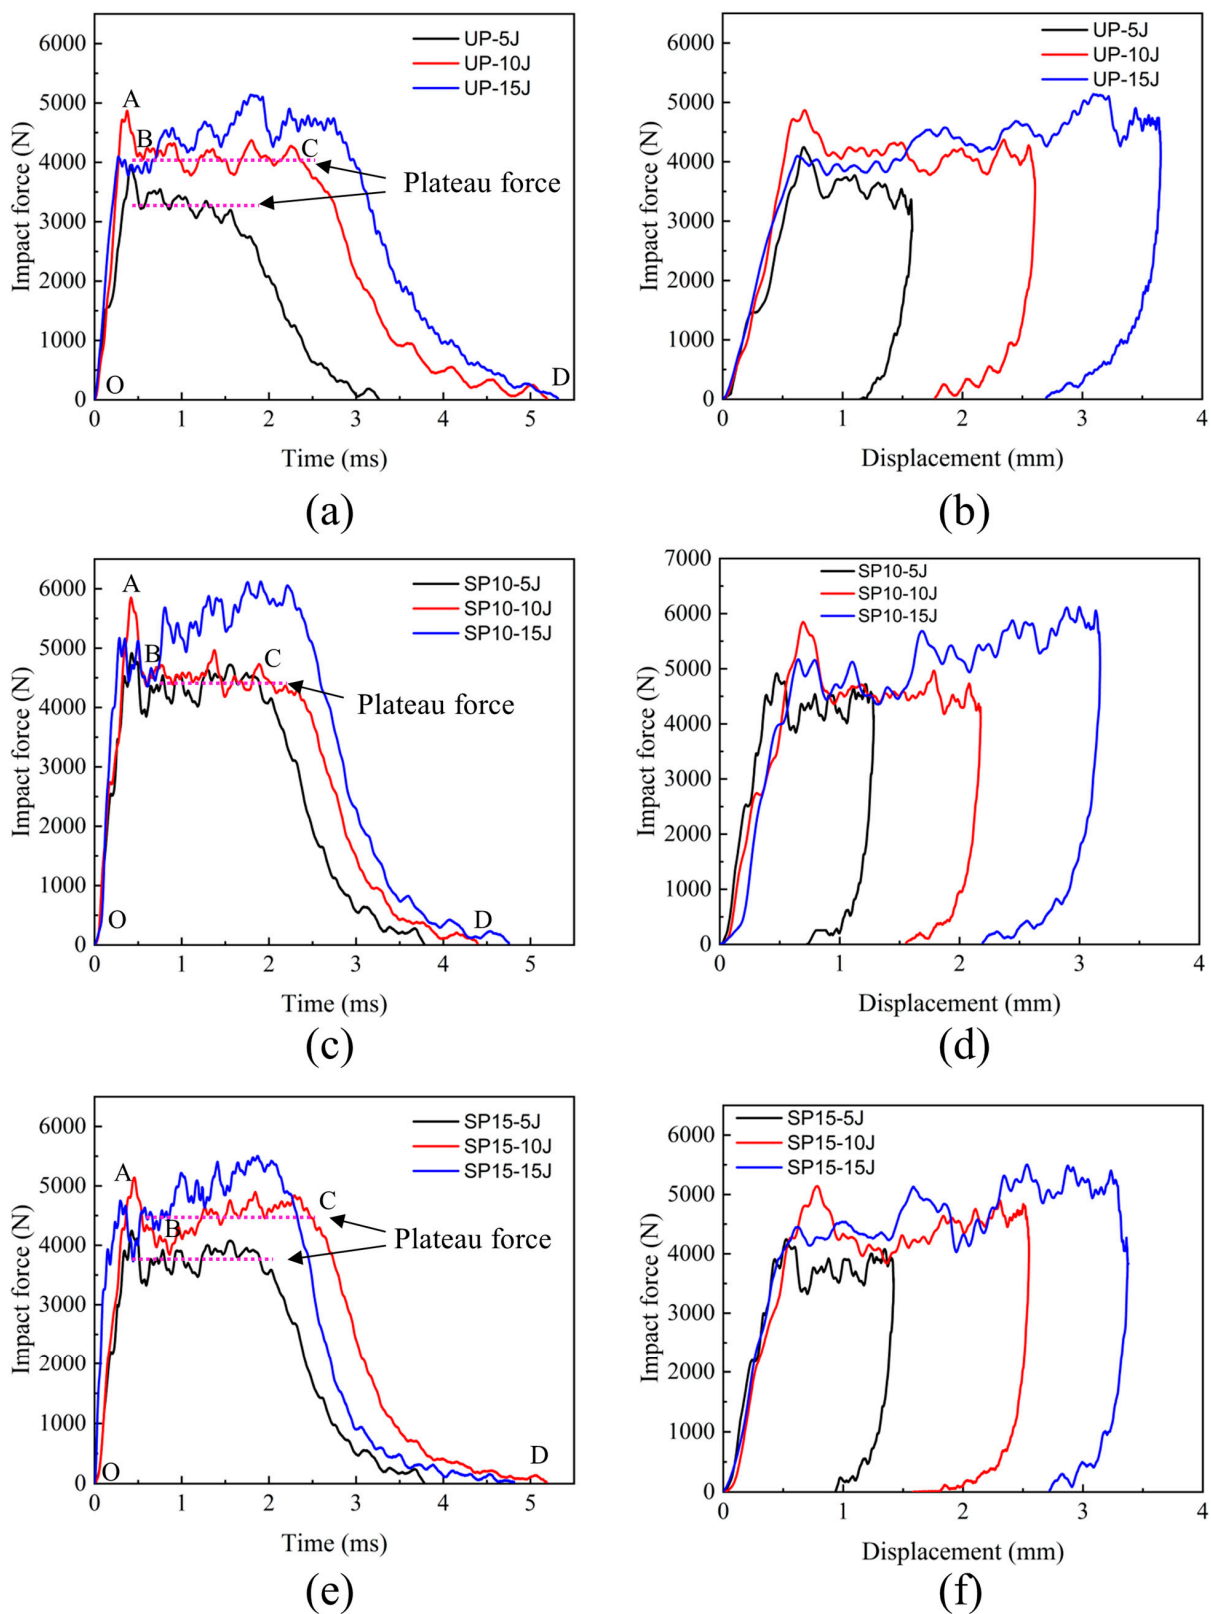 UP-5J
UP-10J
UP-15J
A
B
C
Plateau force
O
D
6000
5000
4000
3000
2000
1000
0
0 1 2 3 4 5
Impact force (N)
Time (ms)
(a)
UP-5J
UP-10J
UP-15J
6000
5000
4000
3000
2000
1000
0
0 1 2 3 4
Impact force (N)
Displacement (mm)
(b)
SP10-5J
SP10-10J
SP10-15J
A
B
C
Plateau force
O
D
6000
5000
4000
3000
2000
1000
0
0 1 2 3 4 5
Impact force (N)
Time (ms)
(c)
SP10-5J
SP10-10J
SP10-15J
7000
6000
5000
4000
3000
2000
1000
0
0 1 2 3 4
Impact force (N)
Displacement (mm)
(d)
SP15-5J
SP15-10J
SP15-15J
A
B
C
Plateau force
O
D
6000
5000
4000
3000
2000
1000
0
0 1 2 3 4 5
Impact force (N)
Time (ms)
(e)
SP15-5J
SP15-10J
SP15-15J
6000
5000
4000
3000
2000
1000
0
0 1 2 3 4
Impact force (N)
Displacement (mm)
(f)